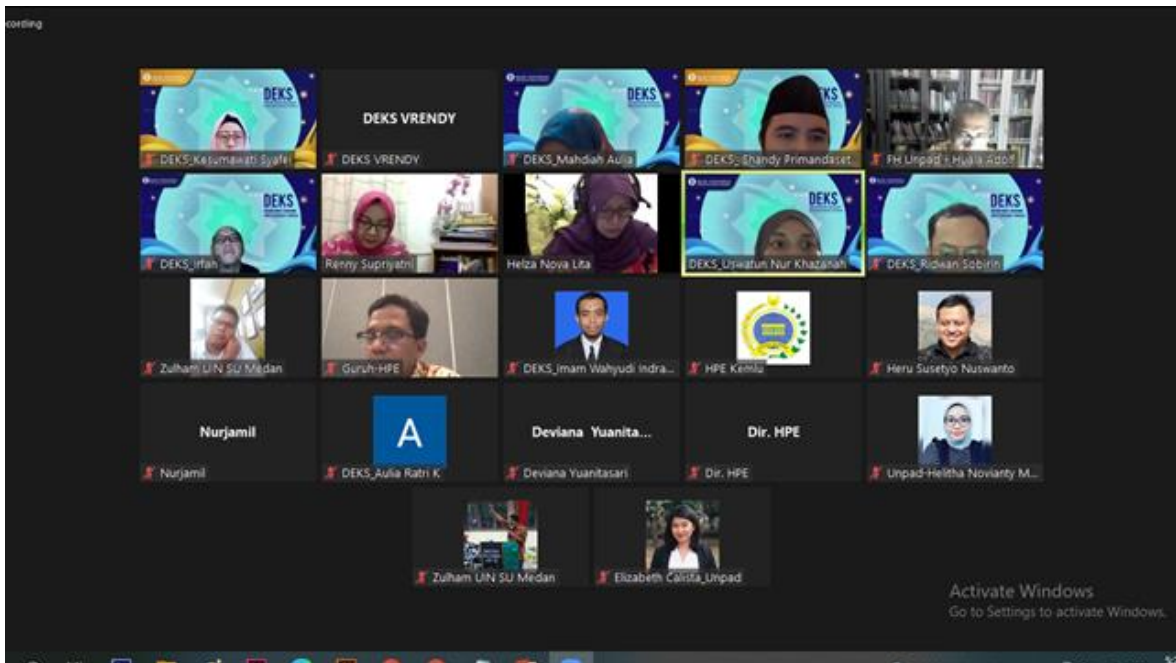 cording
DEKS
DEKS_Kesumawati Syafei
DEKS VRENDY
DEKS VRENDY
DEKS
DEKS_Mahdiah Aulia
DEKS
DEKS_ Shandy Primandaset...
FH Unpad - Huala Adolf
DEKS
DEKS_Irfan
Renny Supriyatni
Helza Nova Lita
DEKS
DEKS_Uswatun Nur Khazanah
DEKS
DEKS_Ridwan Sobirin
Zulham UIN SU Medan
Guruh-HPE
DEKS_Imam Wahyudi Indra...
HPE Kemlu
Heru Susetyo Nuswanto
Nurjamil
Nurjamil
A
DEKS_Aulia Ratri K
Deviana Yuanita...
Deviana Yuanitasari
Dir. HPE
Dir. HPE
Unpad-Helitha Novianty M...
Zulham UIN SU Medan
Elizabeth Calista_Unpad
Activate Windows
Go to Settings to activate Windows.